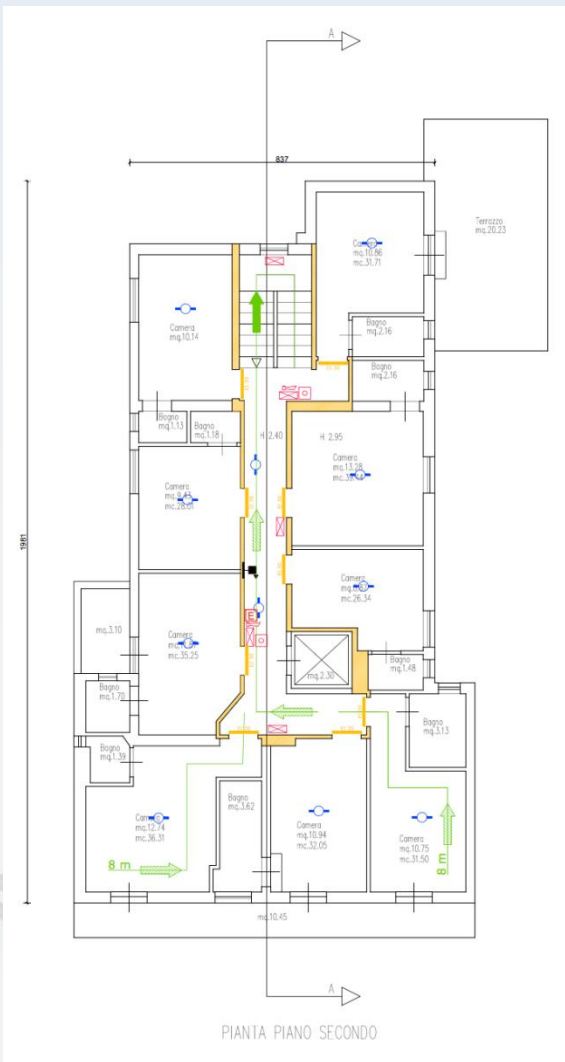 A
837
Terrazzo
mq.20.23
mq.10.86
mc.31.71
Camera
mq.10.14
Bagno
mq.2.16
Bagno
mq.2.16
Bagno
mq.1.13
Bagno
mq.1.18
H 2.40
H 2.95
Camera
mq.13.28
Camera
mc.28.01
1981
Camera
mc.26.34
mq.3.10
E
Camera
mc.35.25
mq.2.30
Bagno
mq.1.48
Bagno
mq.1.70
Bagno
mq.3.13
Bagno
mq.1.39
Bagno
mq.3.62
mq.12.74
mc.36.31
Camera
mq.10.94
mc.32.05
Camera
mq.10.75
mc.31.50
8 m
8 m
mq.10.45
A
PIANTA PIANO SECONDO